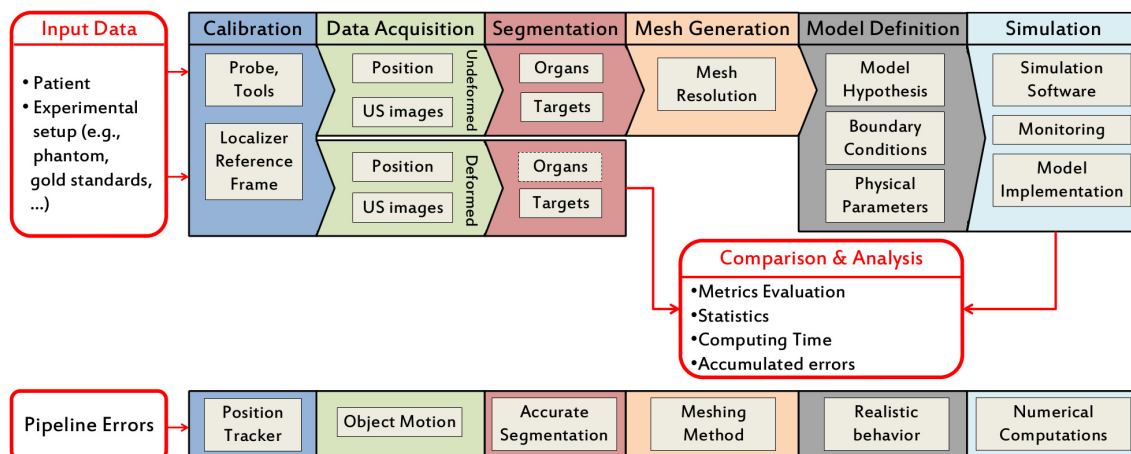 Input Data
• Patient
• Experimental
setup (e.g.,
phantom,
gold standards,
...)
Calibration
Probe,
Tools
Localizer
Reference
Frame
Data Acquisition
Position
US images
Undeformed
Position
US images
Deformed
Segmentation
Organs
Targets
Organs
Targets
Mesh Generation
Mesh
Resolution
Model Definition
Model
Hypothesis
Boundary
Conditions
Physical
Parameters
Simulation
Simulation
Software
Monitoring
Model
Implementation
Comparison & Analysis
•Metrics Evaluation
•Statistics
•Computing Time
•Accumulated errors
Pipeline Errors
Position
Tracker
Object Motion
Accurate
Segmentation
Meshing
Method
Realistic
behavior
Numerical
Computations